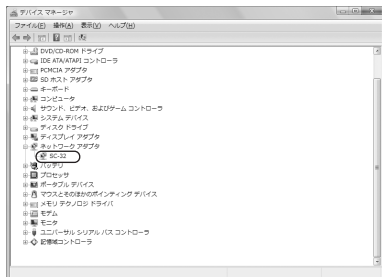 デバイス マネージャ
ファイル(F) 操作(A) 表示(V) ヘルプ(H)
DVD/CD-ROM ドライブ
IDE ATA/ATAPI コントローラ
PCMCIA アダプタ
SD ホスト アダプタ
キーボード
コンピュータ
サウンド、ビデオ、およびゲーム コントローラ
システム デバイス
ディスク ドライブ
ディスプレイ アダプタ
ネットワーク アダプタ
SC-32
バッテリ
プロセッサ
ポータブル デバイス
マウスとそのほかのポインティング デバイス
メモリ テクノロジ ドライバ
モデム
モニタ
ユニバーサル シリアル バス コントローラ
記憶域コントローラ